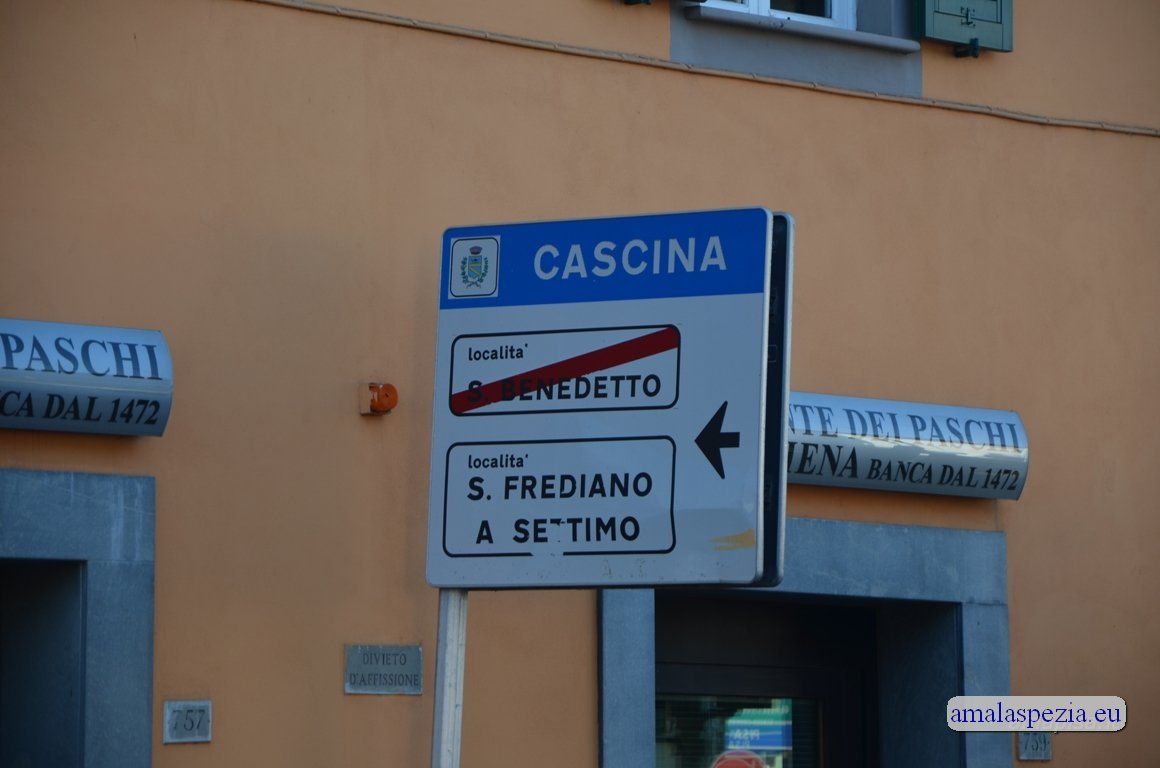 CASCINA
localita'
S. BENEDETTO
localita'
S. FREDIANO
A SETTIMO
PASCHI
CA DAL 1472
NTE DEI PASCHI
IENA BANCA DAL 1472
DIVIETO
D'AFFISSIONE
757
759
amalaspezia.eu